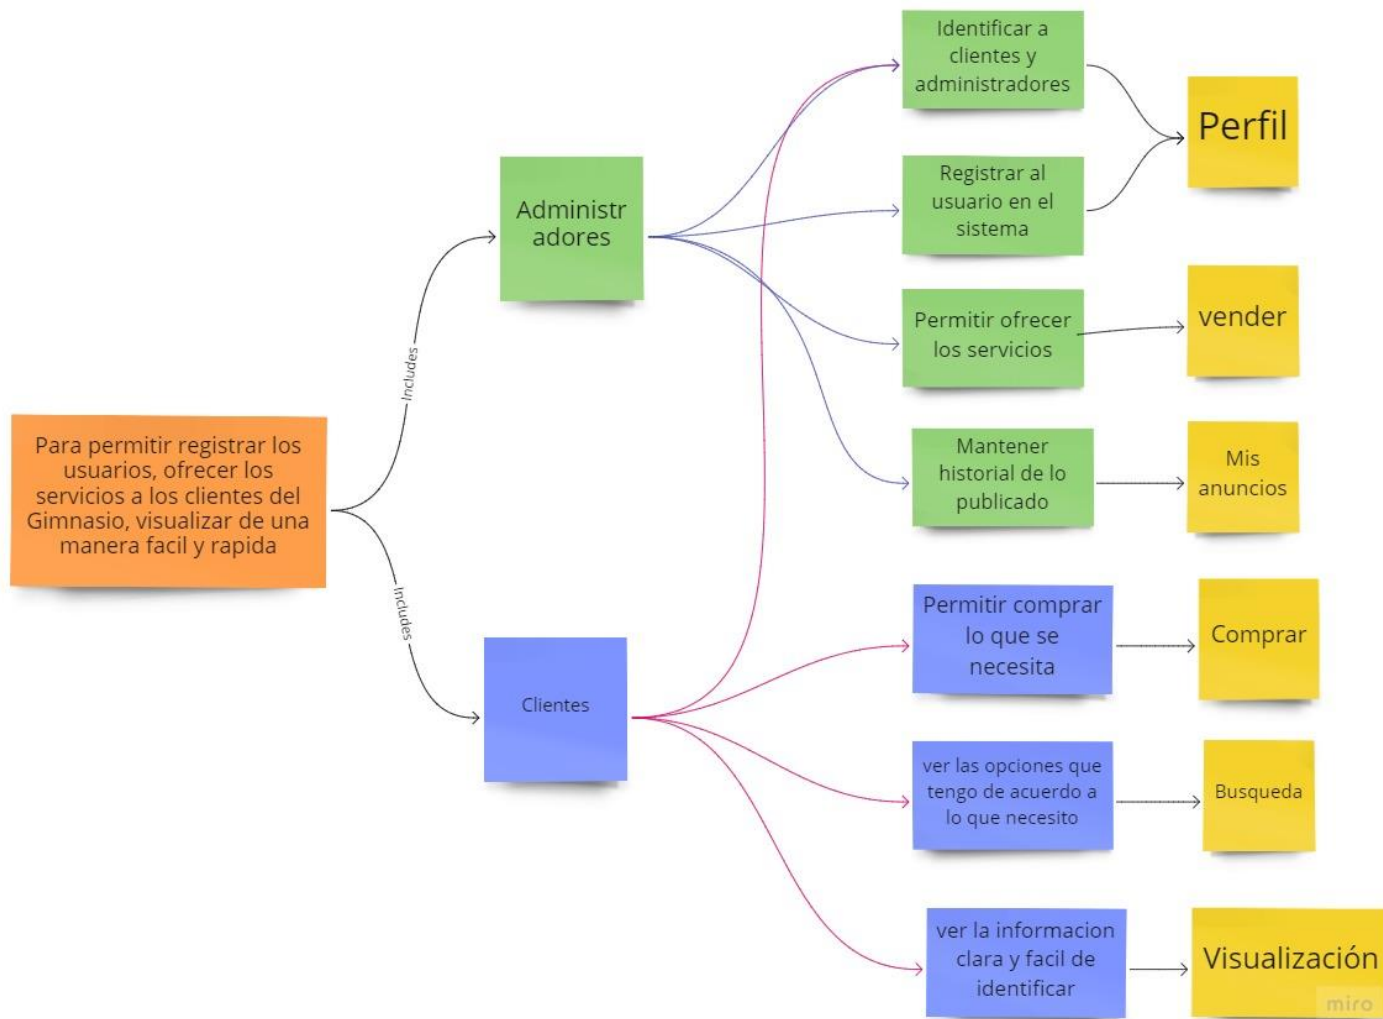 Para permitir registrar los
usuarios, ofrecer los
servicios a los clientes del
Gimnasio, visualizar de una
manera facil y rapida
Includes
Includes
Administr
adores
Clientes
Identificar a
clientes y
administradores
Registrar al
usuario en el
sistema
Permitir ofrecer
los servicios
Mantener
historial de lo
publicado
Permitir comprar
lo que se
necesita
ver las opciones que
tengo de acuerdo a
lo que necesito
ver la informacion
clara y facil de
identificar
Perfil
vender
Mis
anuncios
Comprar
Busqueda
Visualización
miro